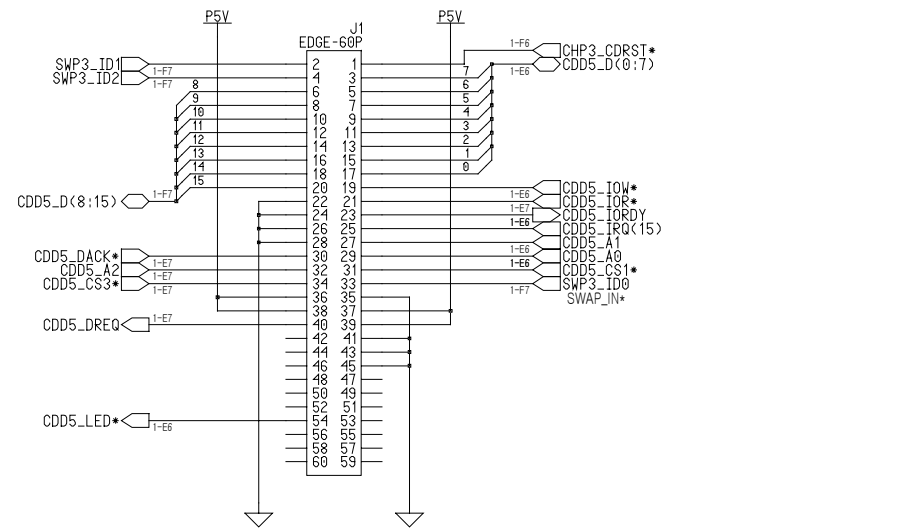 P5V P5V
J1
EDGE-60P
1-F6 CHP3_CDRST*
SWP3_ID1 1-F7 2 1
1-E6 CDD5_D(0:7)
SWP3_ID2 1-F7 4 3 7
8 6 5 6
9 8 7 5
10 10 9 4
11 12 11 3
12 14 13 2
13 16 15 1
14 18 17 0
15 20 19 1-E6 CDD5_IOW*
CDD5_D(8:15) 1-F7 22 21 1-E7 CDD5_IOR*
24 23 1-E6 CDD5_IORDY
26 25 1-E6 CDD5_IRQ(15)
28 27 CDD5_A1
CDD5_DACK* 1-E7 30 29 1-E6 CDD5_A0
CDD5_A2 1-E7 32 31 1-E6 CDD5_CS1*
CDD5_CS3* 1-E7 34 33 1-F7 SWP3_ID0
36 35 SWAP_IN*
38 37
CDD5_DREQ 1-E7 40 39
42 41
44 43
46 45
48 47
50 49
52 51
CDD5_LED* 1-E6 54 53
56 55
58 57
60 59